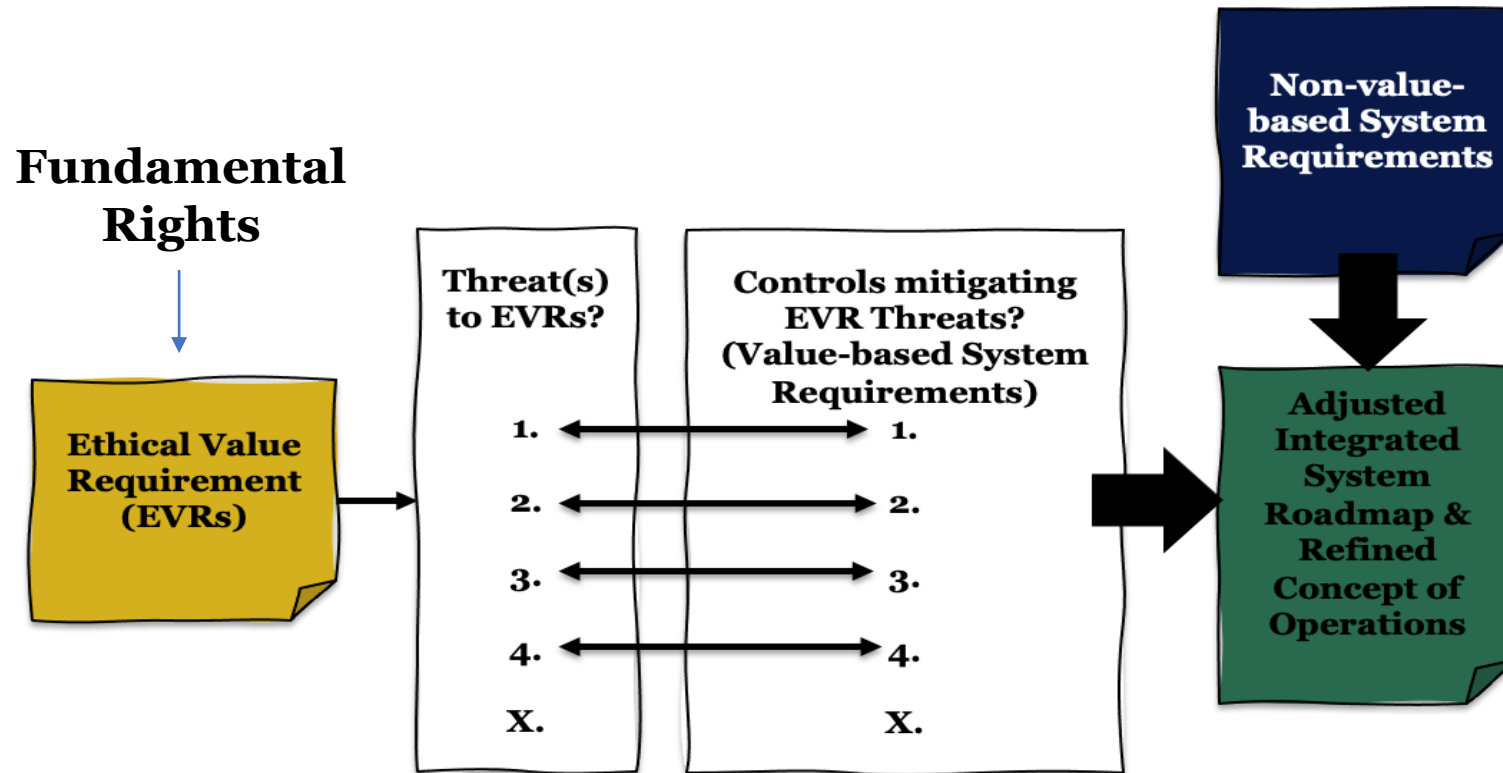 Fundamental
Rights
Ethical Value
Requirement
(EVRs)
Threat(s)
to EVRs?
1.
2.
3.
4.
X.
Controls mitigating
EVR Threats?
(Value-based System
Requirements)
1.
2.
3.
4.
X.
Non-value-
based System
Requirements
Adjusted
Integrated
System
Roadmap &
Refined
Concept of
Operations